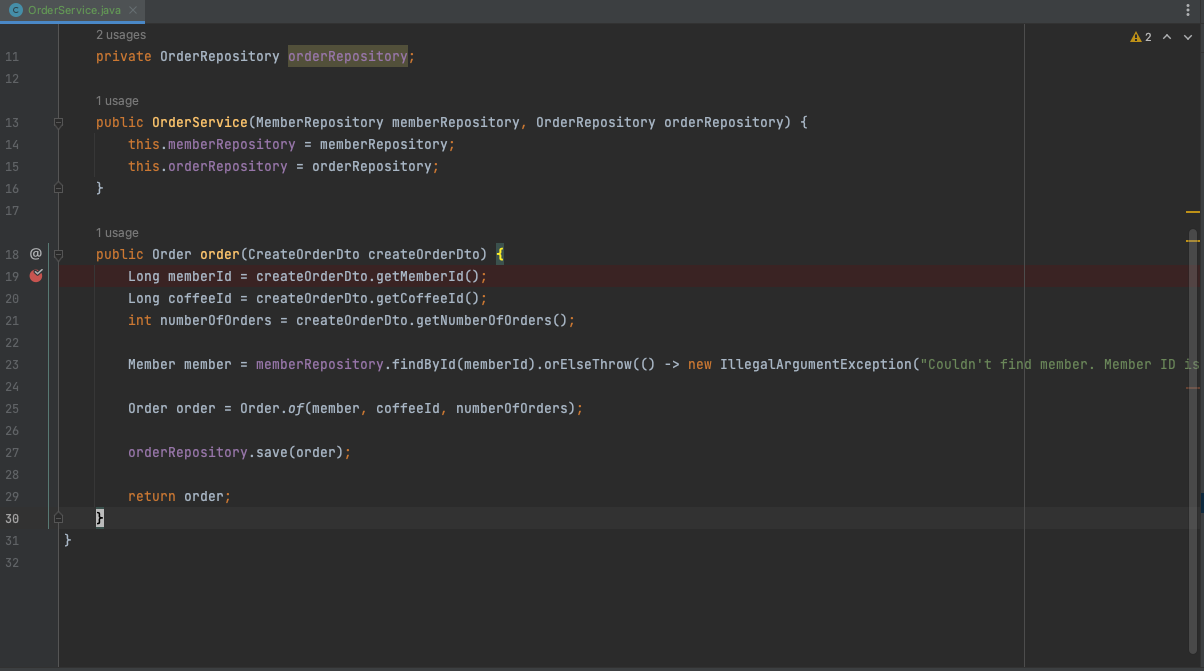 OrderService.java
2 usages
2
11 private OrderRepository orderRepository;
12
1 usage
13 public OrderService(MemberRepository memberRepository, OrderRepository orderRepository) {
14 this.memberRepository = memberRepository;
15 this.orderRepository = orderRepository;
16 }
17
1 usage
18 @ public Order order(CreateOrderDto createOrderDto) {
19 Long memberId = createOrderDto.getMemberId();
20 Long coffeeId = createOrderDto.getCoffeeId();
21 int numberOfOrders = createOrderDto.getNumberOfOrders();
22
23 Member member = memberRepository.findById(memberId).orElseThrow(() -> new IllegalArgumentException("Couldn't find member. Member ID is
24
25 Order order = Order.of(member, coffeeId, numberOfOrders);
26
27 orderRepository.save(order);
28
29 return order;
30 }
31 }
32